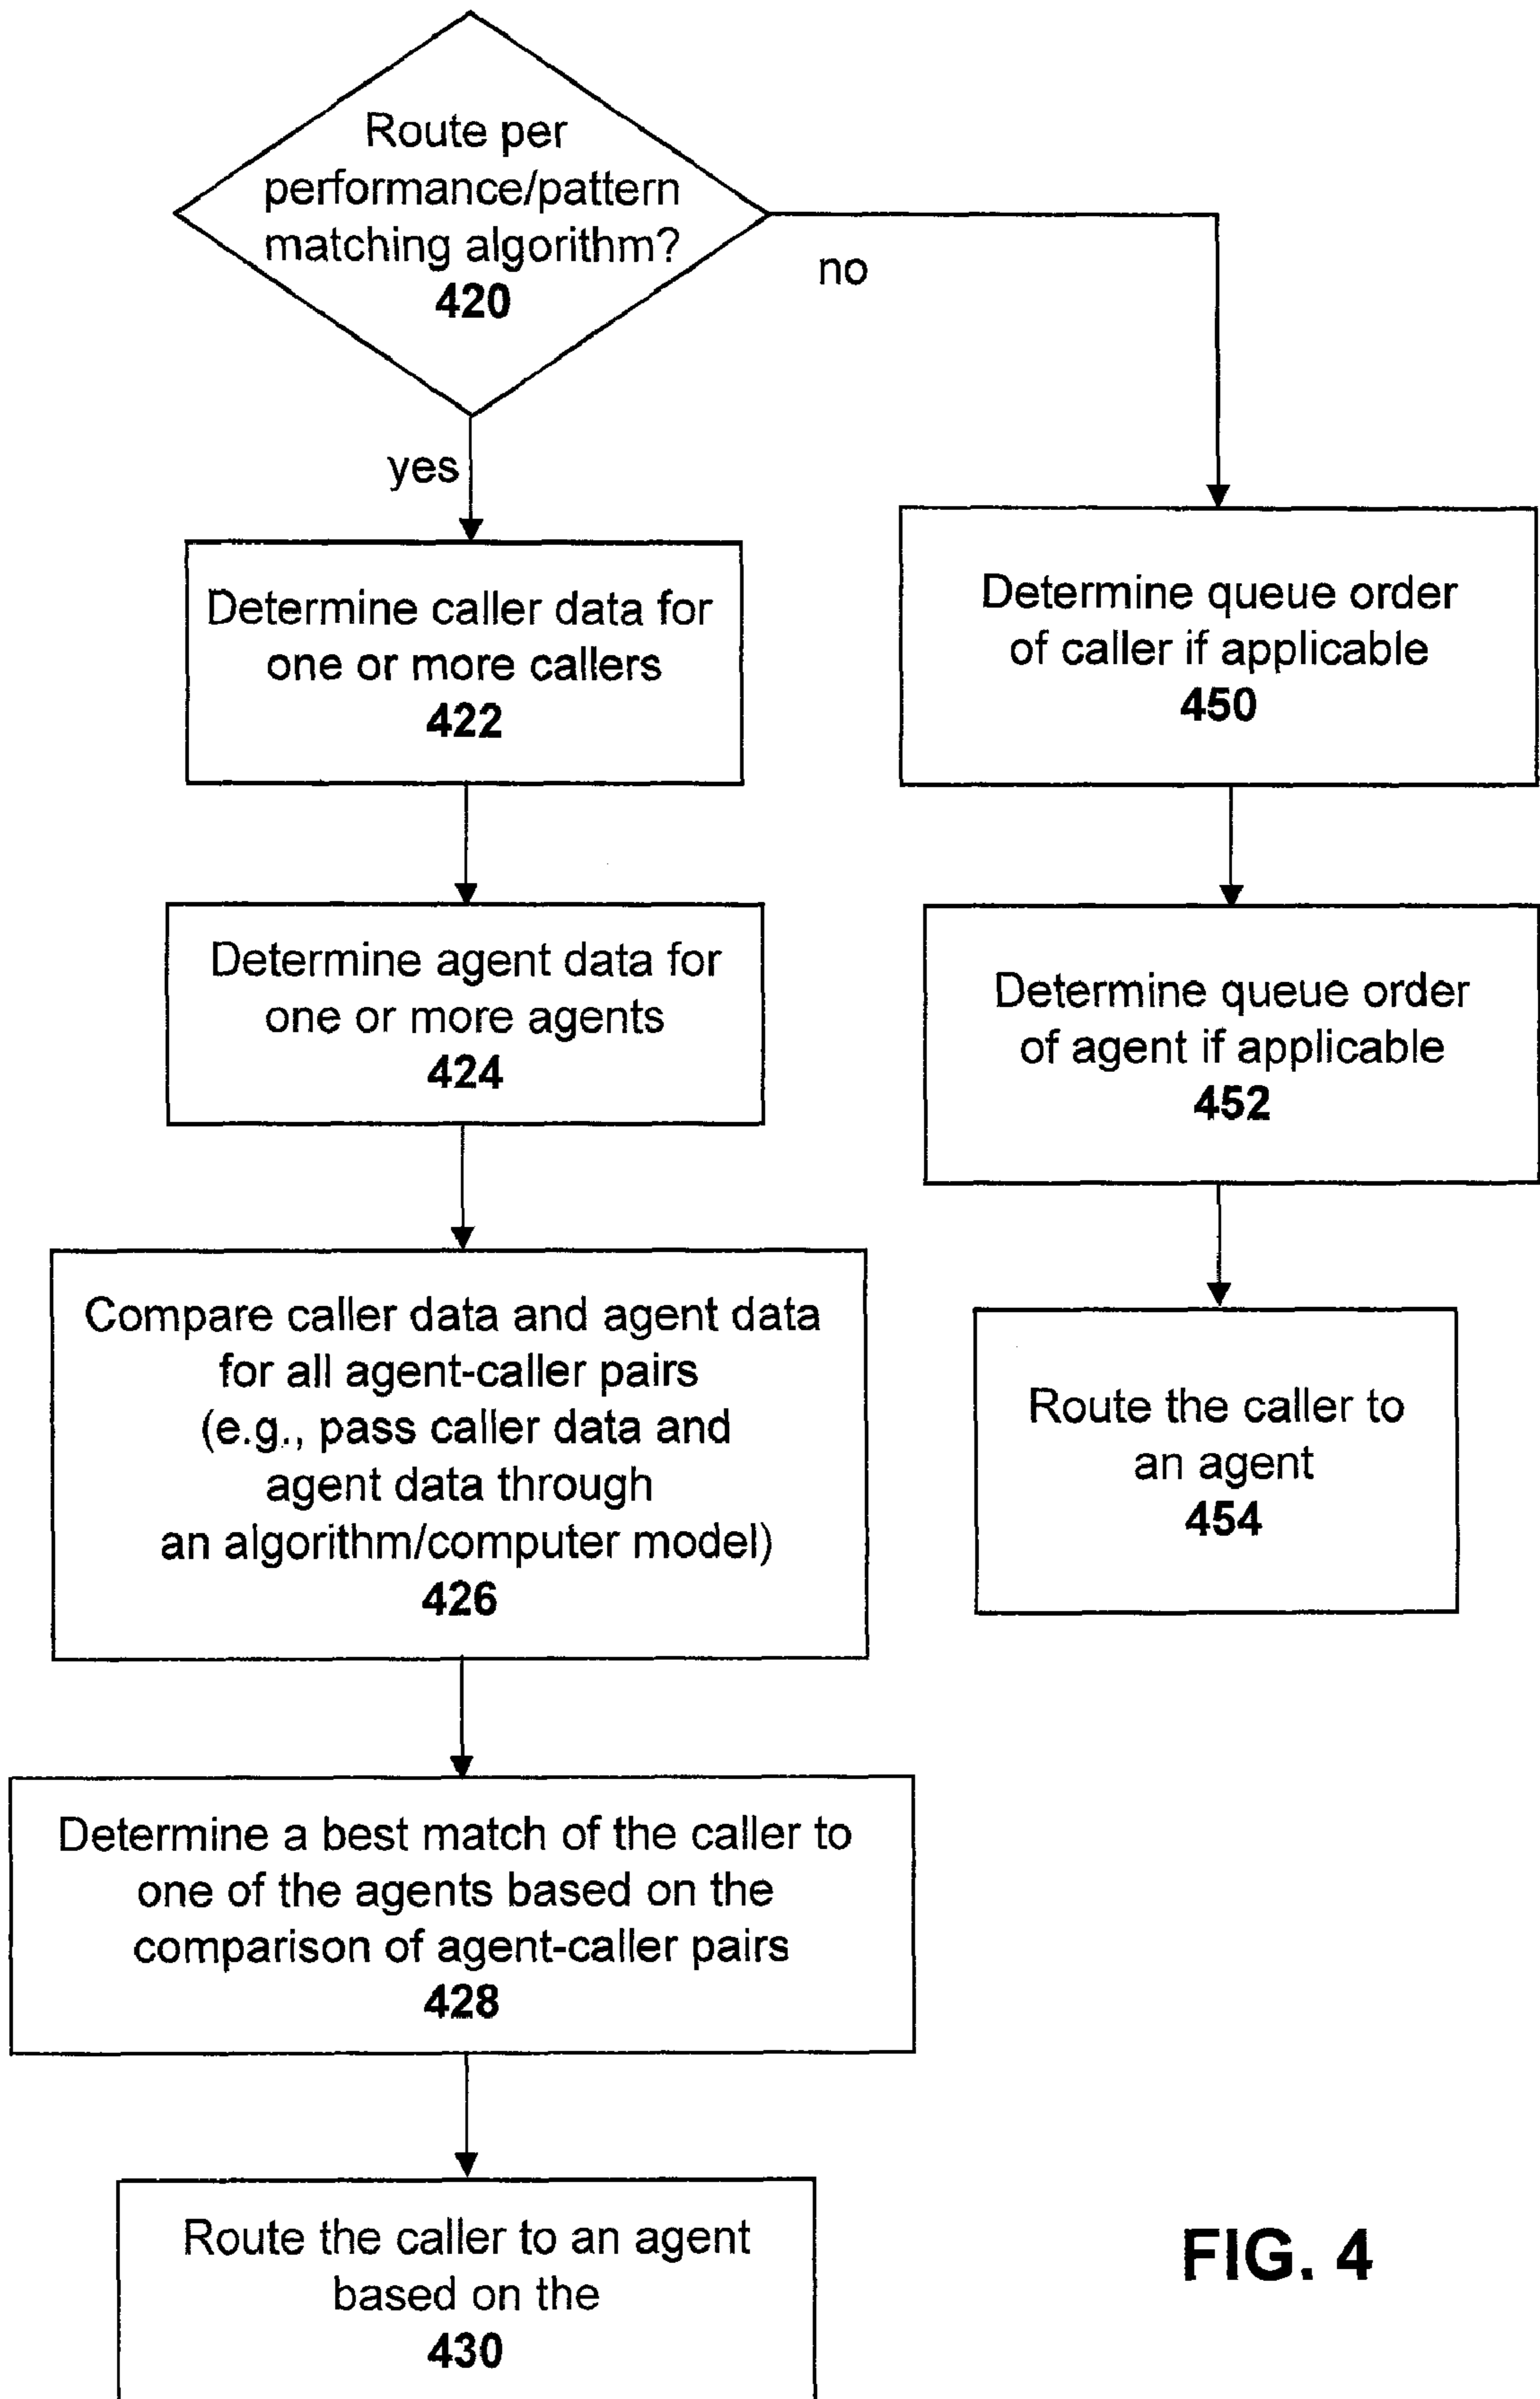 Route per
performance/pattern
matching algorithm?
420
no
yes
Determine caller data for
one or more callers
422
Determine queue order
of caller if applicable
450
Determine agent data for
one or more agents
424
Determine queue order
of agent if applicable
452
Compare caller data and agent data
for all agent-caller pairs
(e.g., pass caller data and
agent data through
an algorithm/computer model)
426
Route the caller to
an agent
454
Determine a best match of the caller to
one of the agents based on the
comparison of agent-caller pairs
428
Route the caller to an agent
based on the
430
FIG. 4